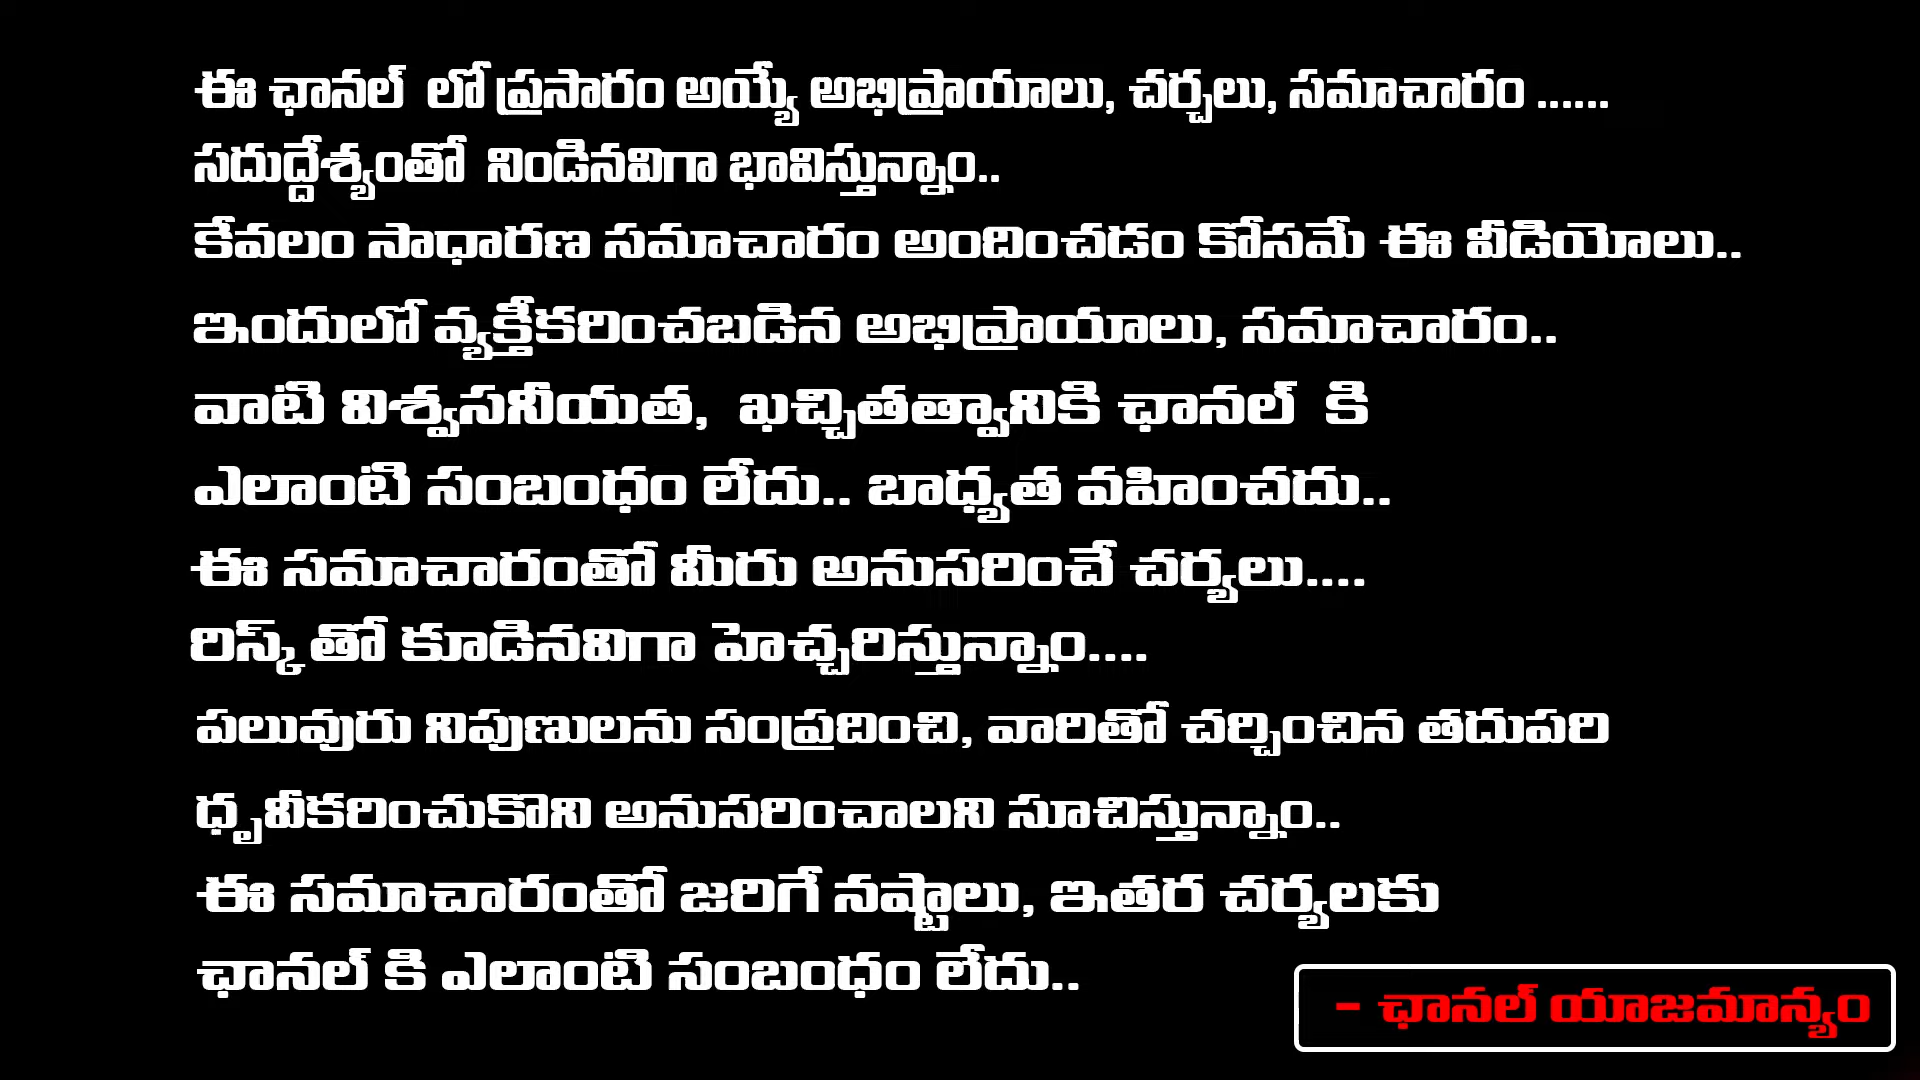 ఈ ఛానల్ లో ప్రసారం అయ్యే అభిప్రాయాలు, చర్చలు, సమాచారం ......
సదుద్దేశ్యంతో నిండినవిగా భావిస్తున్నాం..
కేవలం సాధారణ సమాచారం అందించడం కోసమే ఈ వీడియోలు..
ఇందులో వ్యక్తీకరించబడిన అభిప్రాయాలు, సమాచారం..
వాటి విశ్వసనీయత, ఖచ్చితత్వానికి ఛానల్ కి
ఎలాంటి సంబంధం లేదు.. బాధ్యత వహించదు..
ఈ సమాచారంతో మీరు అనుసరించే చర్యలు....
రిస్క్ తో కూడినవిగా హెచ్చరిస్తున్నాం....
పలువురు నిపుణులను సంప్రదించి, వారితో చర్చించిన తదుపరి
ధృవీకరించుకొని అనుసరించాలని సూచిస్తున్నాం..
ఈ సమాచారంతో జరిగే నష్టాలు, ఇతర చర్యలకు
ఛానల్ కి ఎలాంటి సంబంధం లేదు..
- ఛానల్ యాజమాన్యం